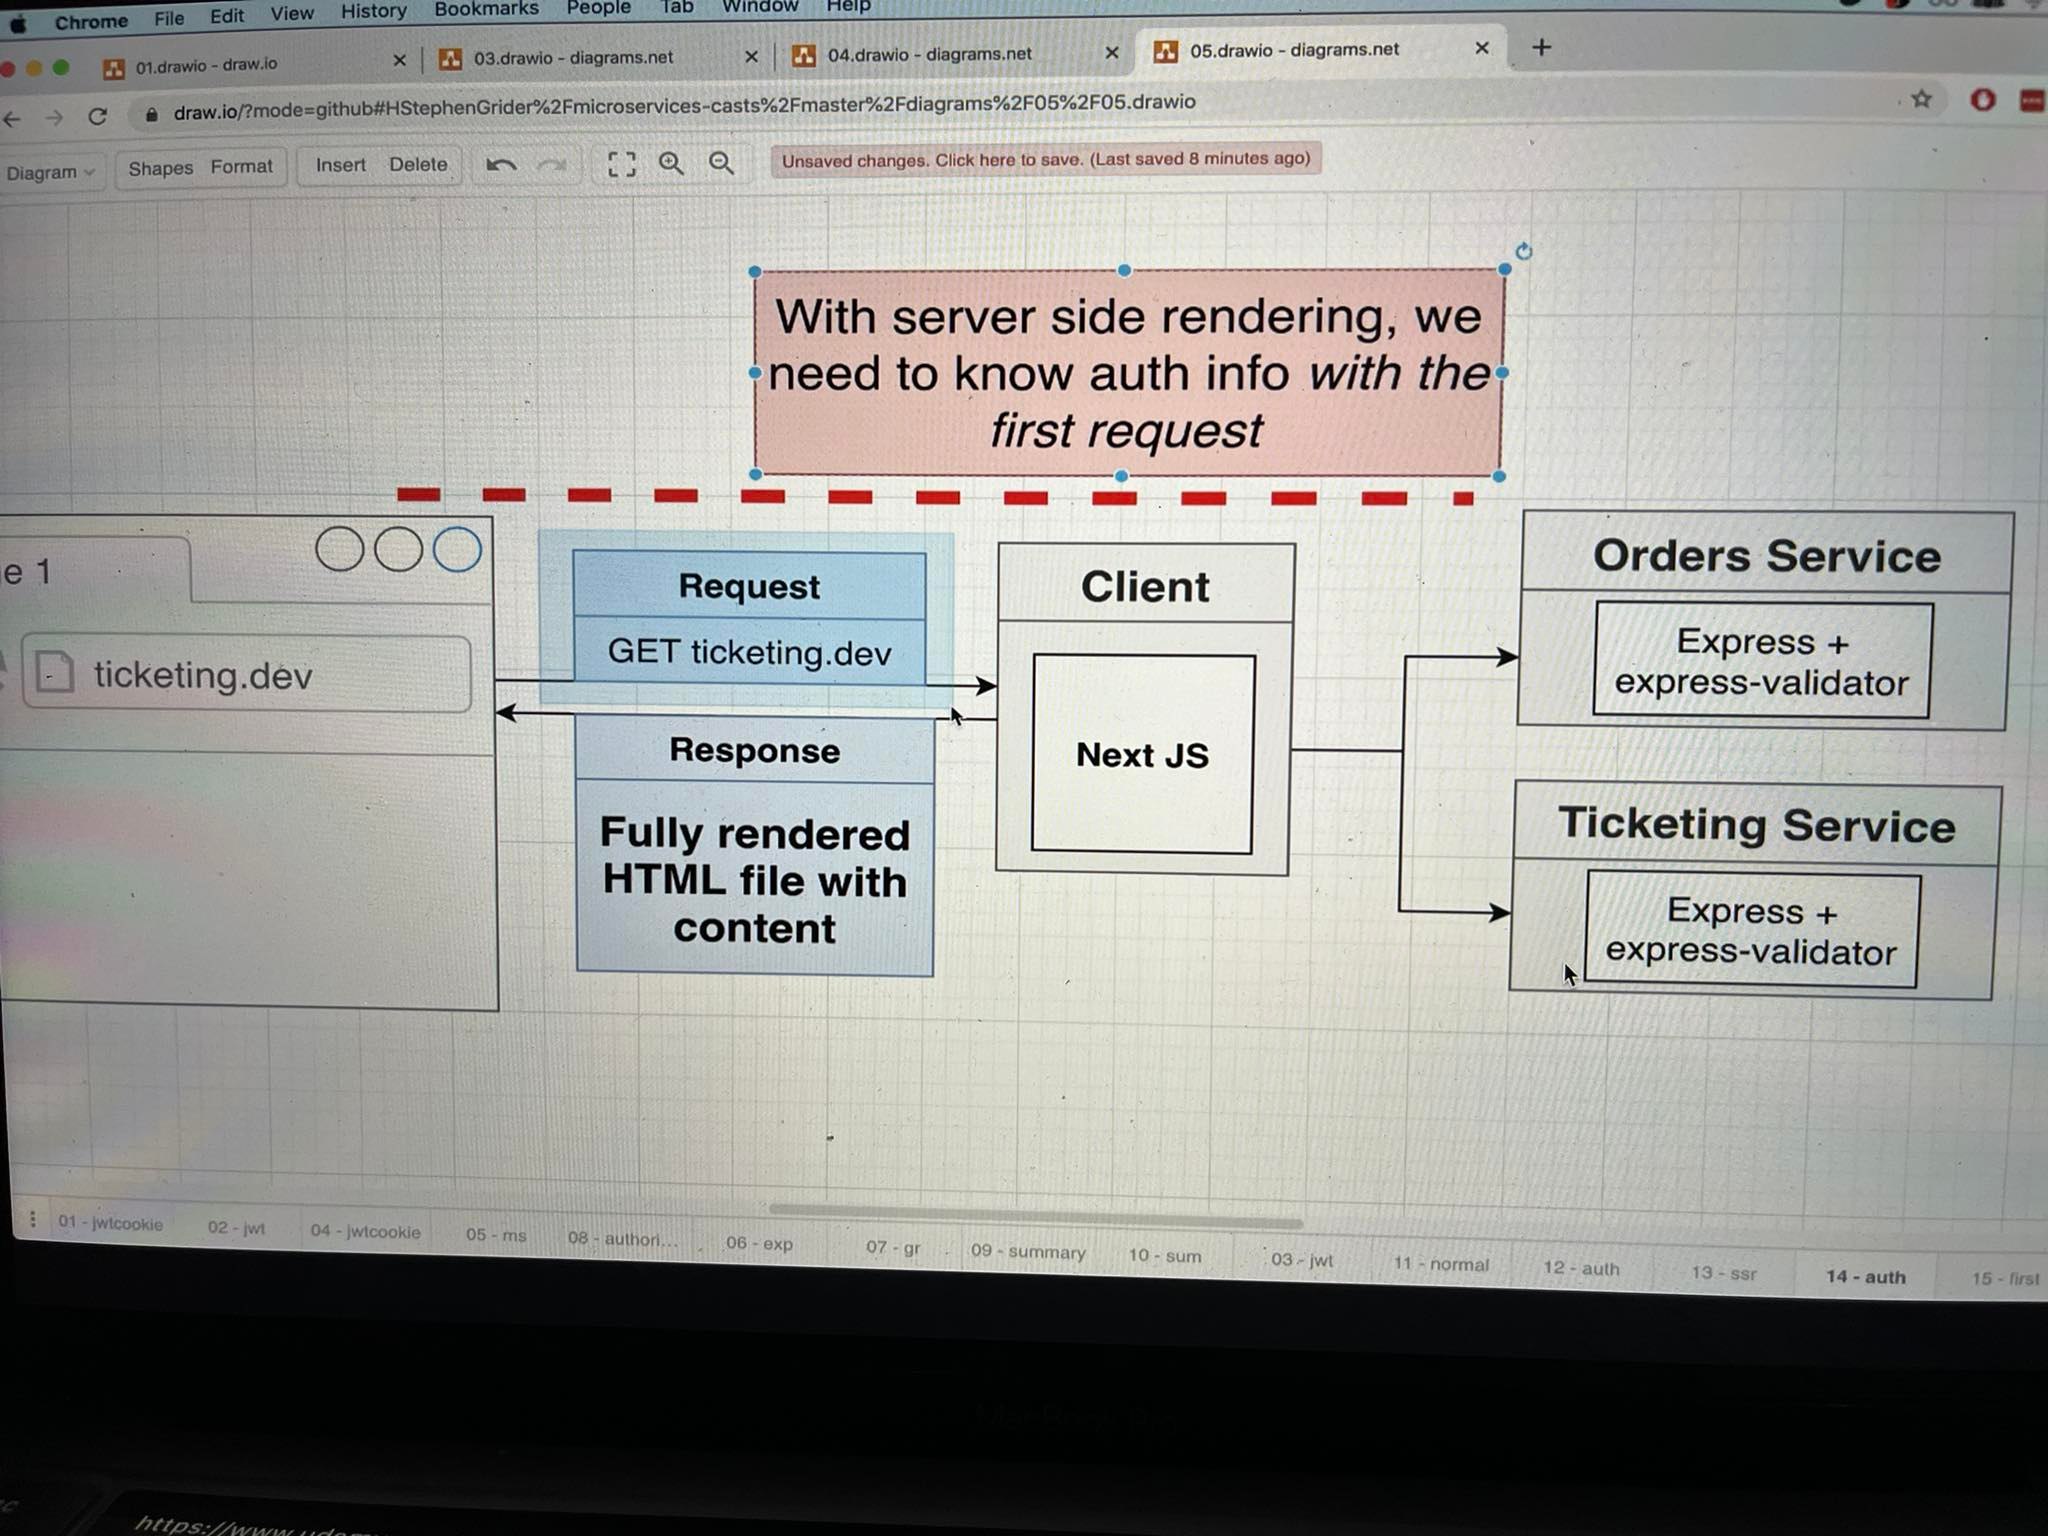 Chrome File Edit View History Bookmarks People Tab Window Help
01.drawio - draw.io
03.drawio - diagrams.net
04.drawio - diagrams.net
05.drawio - diagrams.net
draw.io/?mode=github#HStephenGrider%2Fmicroservices-casts%2Fmaster%2Fdiagrams%2F05%2F05.drawio
Diagram Shapes Format Insert Delete
Unsaved changes. Click here to save. (Last saved 8 minutes ago)
With server side rendering, we
need to know auth info with the
first request
e 1
ticketing.dev
Request
GET ticketing.dev
Response
Fully rendered
HTML file with
content
Client
Next JS
Orders Service
Express +
express-validator
Ticketing Service
Express +
express-validator
01 - jwtcookie 02 - jwt 04 - jwtcookie 05 - ms 08 - authori... 06 - exp 07 - gr 09 - summary 10 - sum 03 - jwt 11 - normal 12 - auth 13 - ssr 14 - auth 15 - first
https://www